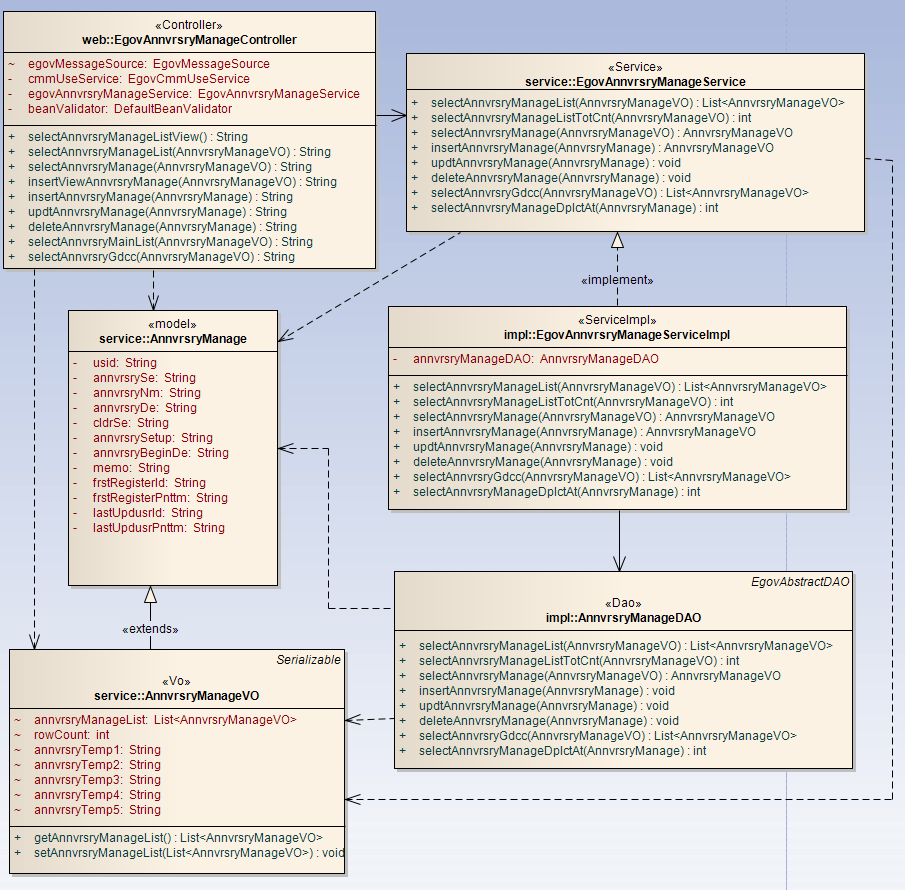 «Controller»
web::EgovAnnvrsryManageController
~ egovMessageSource: EgovMessageSource
- cmmUseService: EgovCmmUseService
- egovAnnvrsryManageService: EgovAnnvrsryManageService
- beanValidator: DefaultBeanValidator
+ selectAnnvrsryManageListView() : String
+ selectAnnvrsryManageList(AnnvrsryManageVO) : String
+ selectAnnvrsryManage(AnnvrsryManageVO) : String
+ insertViewAnnvrsryManage(AnnvrsryManageVO) : String
+ insertAnnvrsryManage(AnnvrsryManage) : String
+ updtAnnvrsryManage(AnnvrsryManage) : String
+ deleteAnnvrsryManage(AnnvrsryManage) : String
+ selectAnnvrsryMainList(AnnvrsryManageVO) : String
+ selectAnnvrsryGdcc(AnnvrsryManageVO) : String
«Service»
service::EgovAnnvrsryManageService
+ selectAnnvrsryManageList(AnnvrsryManageVO) : List<AnnvrsryManageVO>
+ selectAnnvrsryManageListTotCnt(AnnvrsryManageVO) : int
+ selectAnnvrsryManage(AnnvrsryManageVO) : AnnvrsryManageVO
+ insertAnnvrsryManage(AnnvrsryManage) : AnnvrsryManageVO
+ updtAnnvrsryManage(AnnvrsryManage) : void
+ deleteAnnvrsryManage(AnnvrsryManage) : void
+ selectAnnvrsryGdcc(AnnvrsryManageVO) : List<AnnvrsryManageVO>
+ selectAnnvrsryManageDplctAt(AnnvrsryManage) : int
«implement»
«model»
service::AnnvrsryManage
- usid: String
- annvrsrySe: String
- annvrsryNm: String
- annvrsryDe: String
- cldrSe: String
- annvrsrySetup: String
- annvrsryBeginDe: String
- memo: String
- frstRegisterId: String
- frstRegisterPnttm: String
- lastUpdusrId: String
- lastUpdusrPnttm: String
«ServiceImpl»
impl::EgovAnnvrsryManageServiceImpl
- annvrsryManageDAO: AnnvrsryManageDAO
+ selectAnnvrsryManageList(AnnvrsryManageVO) : List<AnnvrsryManageVO>
+ selectAnnvrsryManageListTotCnt(AnnvrsryManageVO) : int
+ selectAnnvrsryManage(AnnvrsryManageVO) : AnnvrsryManageVO
+ insertAnnvrsryManage(AnnvrsryManage) : AnnvrsryManageVO
+ updtAnnvrsryManage(AnnvrsryManage) : void
+ deleteAnnvrsryManage(AnnvrsryManage) : void
+ selectAnnvrsryGdcc(AnnvrsryManageVO) : List<AnnvrsryManageVO>
+ selectAnnvrsryManageDplctAt(AnnvrsryManage) : int
«extends»
EgovAbstractDAO
«Dao»
impl::AnnvrsryManageDAO
+ selectAnnvrsryManageList(AnnvrsryManageVO) : List<AnnvrsryManageVO>
+ selectAnnvrsryManageListTotCnt(AnnvrsryManageVO) : int
+ selectAnnvrsryManage(AnnvrsryManageVO) : AnnvrsryManageVO
+ insertAnnvrsryManage(AnnvrsryManage) : void
+ updtAnnvrsryManage(AnnvrsryManage) : void
+ deleteAnnvrsryManage(AnnvrsryManage) : void
+ selectAnnvrsryGdcc(AnnvrsryManageVO) : List<AnnvrsryManageVO>
+ selectAnnvrsryManageDplctAt(AnnvrsryManage) : int
Serializable
«Vo»
service::AnnvrsryManageVO
~ annvrsryManageList: List<AnnvrsryManageVO>
~ rowCount: int
~ annvrsryTemp1: String
~ annvrsryTemp2: String
~ annvrsryTemp3: String
~ annvrsryTemp4: String
~ annvrsryTemp5: String
+ getAnnvrsryManageList() : List<AnnvrsryManageVO>
+ setAnnvrsryManageList(List<AnnvrsryManageVO>) : void